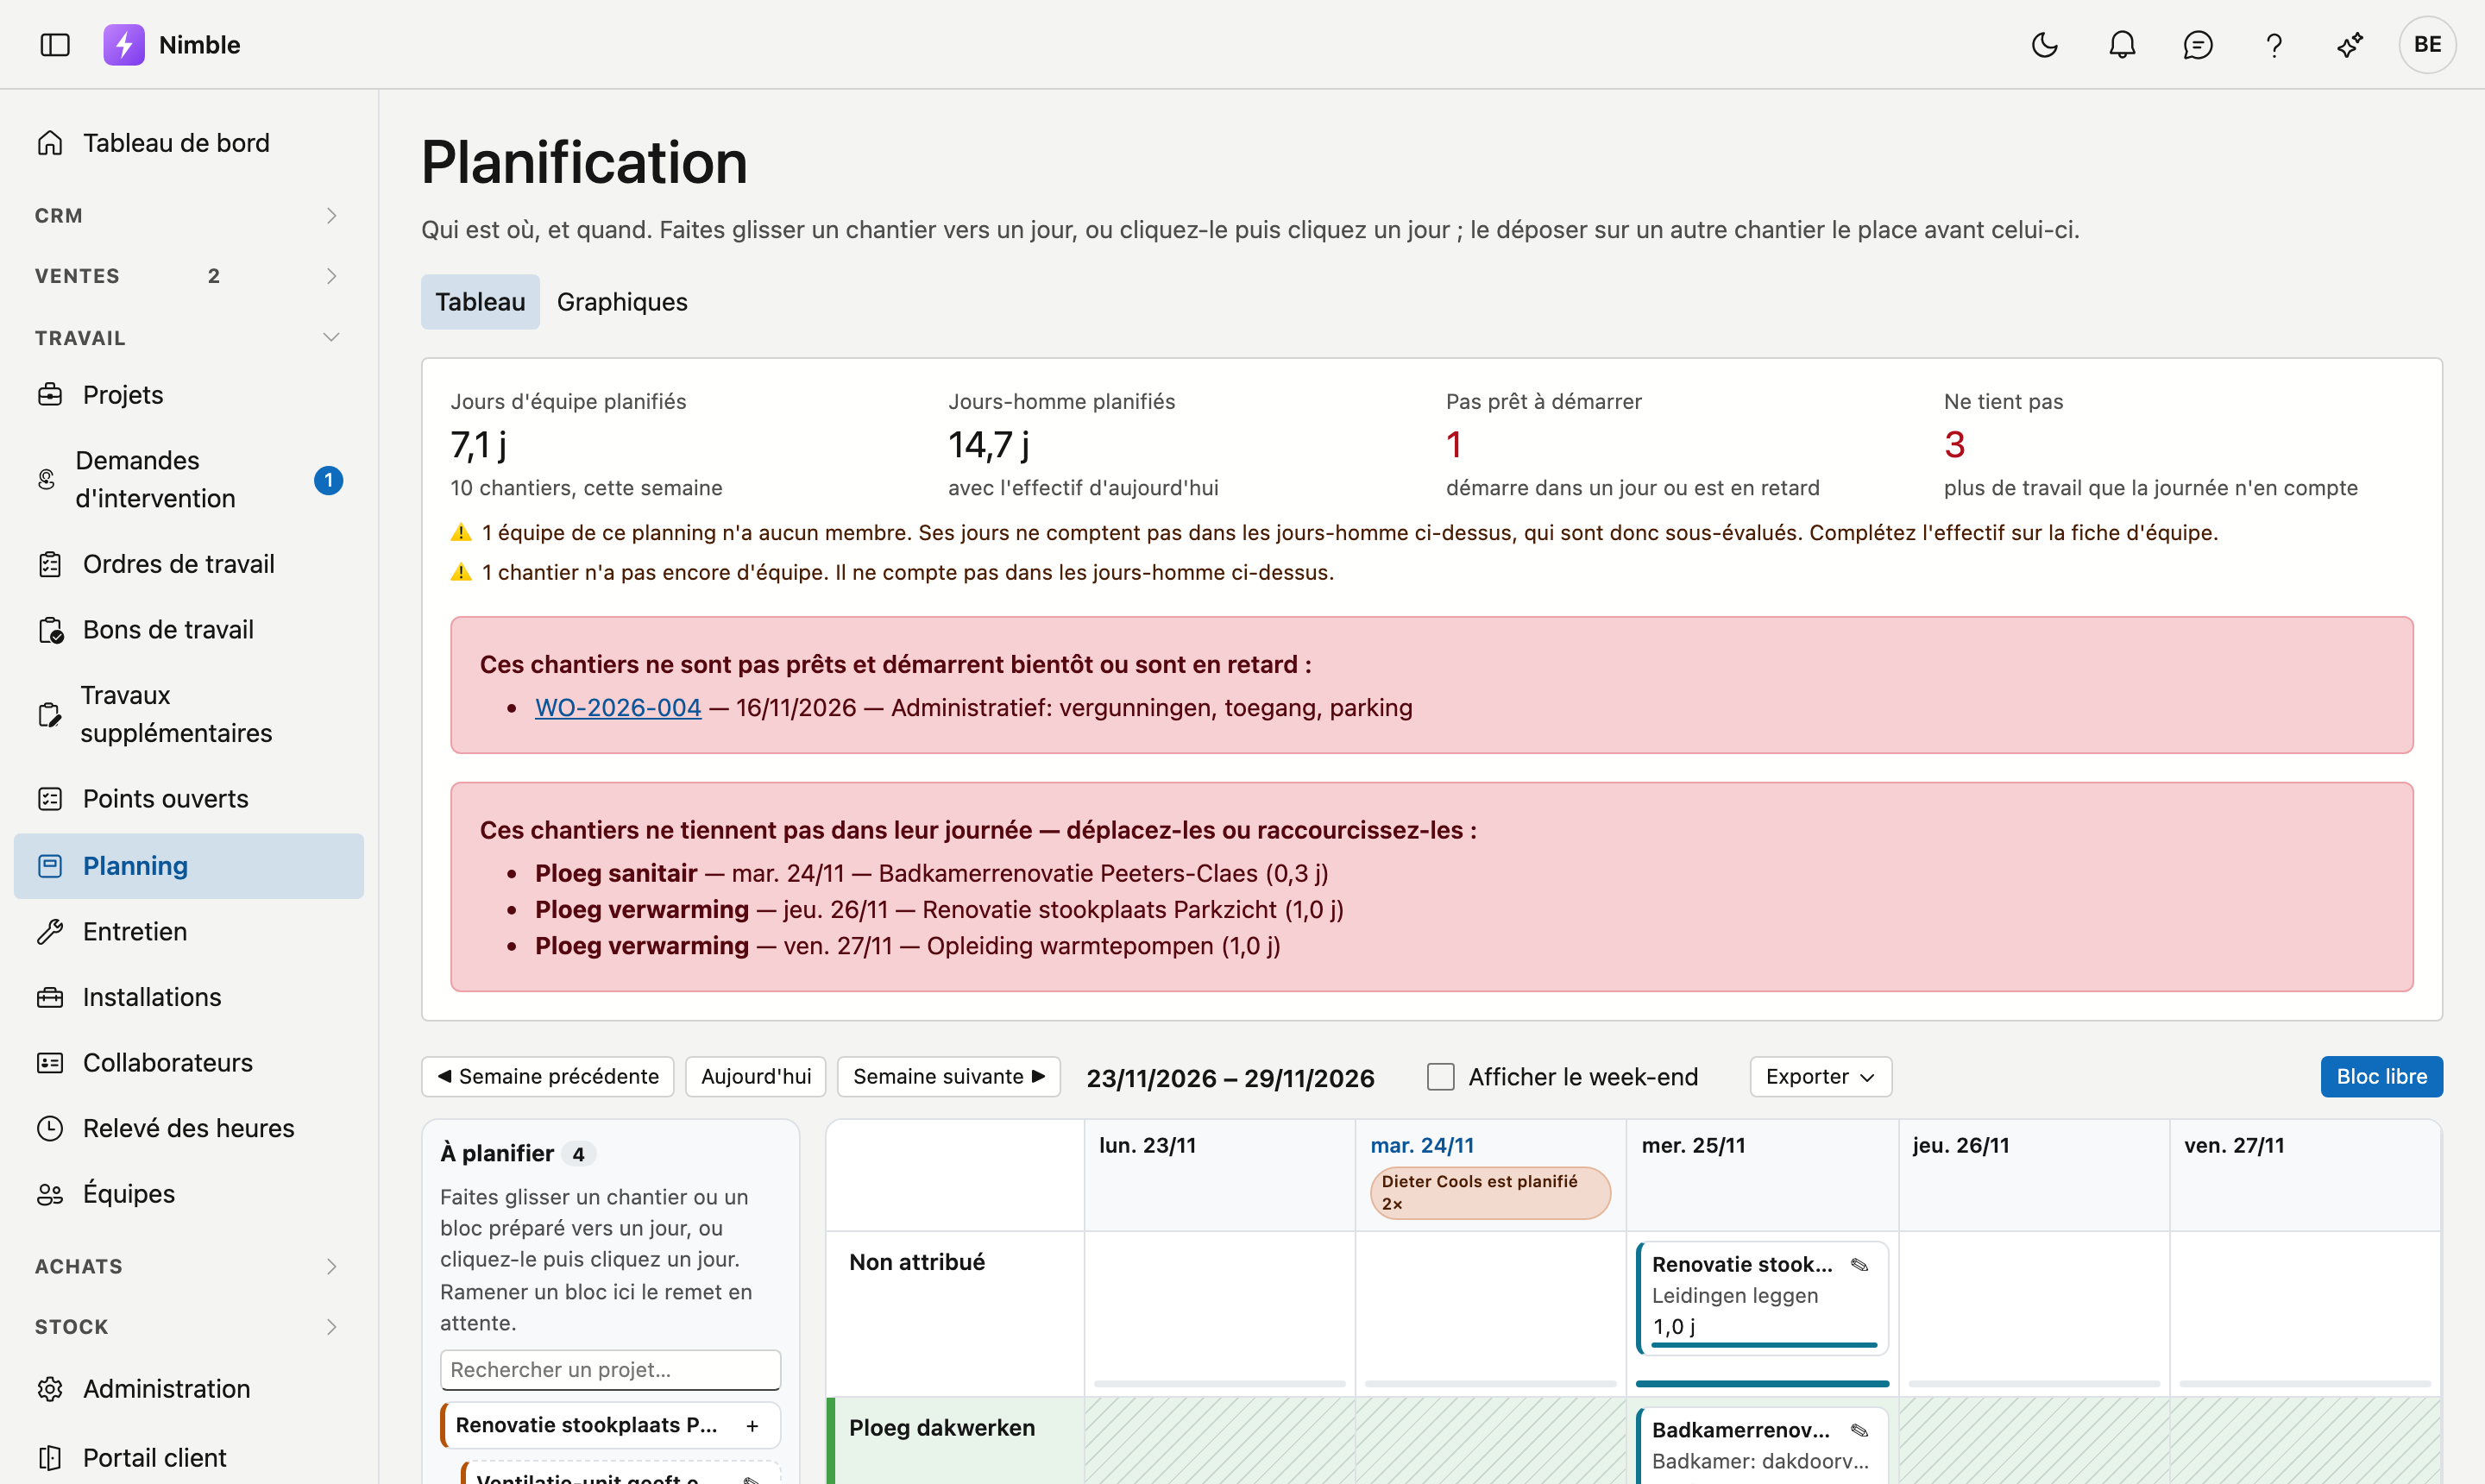 Nimble
BE
Tableau de bord
CRM
VENTES 2
TRAVAIL
Projets
Demandes
d'intervention
1
Ordres de travail
Bons de travail
Travaux
supplémentaires
Points ouverts
Planning
Entretien
Installations
Collaborateurs
Relevé des heures
Équipes
ACHATS
STOCK
Administration
Portail client
Planification
Qui est où, et quand. Faites glisser un chantier vers un jour, ou cliquez-le puis cliquez un jour ; le déposer sur un autre chantier le place avant celui-ci.
Tableau Graphiques
Jours d'équipe planifiés
7,1 j
10 chantiers, cette semaine
Jours-homme planifiés
14,7 j
avec l'effectif d'aujourd'hui
Pas prêt à démarrer
1
démarre dans un jour ou est en retard
Ne tient pas
3
plus de travail que la journée n'en compte
1 équipe de ce planning n'a aucun membre. Ses jours ne comptent pas dans les jours-homme ci-dessus, qui sont donc sous-évalués. Complétez l'effectif sur la fiche d'équipe.
1 chantier n'a pas encore d'équipe. Il ne compte pas dans les jours-homme ci-dessus.
Ces chantiers ne sont pas prêts et démarrent bientôt ou sont en retard :
• WO-2026-004 — 16/11/2026 — Administratief: vergunningen, toegang, parking
Ces chantiers ne tiennent pas dans leur journée — déplacez-les ou raccourcissez-les :
• Ploeg sanitair — mar. 24/11 — Badkamerrenovatie Peeters-Claes (0,3 j)
• Ploeg verwarming — jeu. 26/11 — Renovatie stookplaats Parkzicht (1,0 j)
• Ploeg verwarming — ven. 27/11 — Opleiding warmtepompen (1,0 j)
Semaine précédente Aujourd'hui Semaine suivante 23/11/2026 – 29/11/2026 Afficher le week-end Exporter Bloc libre
À planifier 4
Faites glisser un chantier ou un
bloc préparé vers un jour, ou
cliquez-le puis cliquez un jour.
Ramener un bloc ici le remet en
attente.
Rechercher un projet...
Renovatie stookplaats P... +
Ventilatie-unit geeft e...
lun. 23/11
mar. 24/11
Dieter Cools est planifié
2×
mer. 25/11
jeu. 26/11
ven. 27/11
Non attribué
Renovatie stook...
Leidingen leggen
1,0 j
Ploeg dakwerken
Badkamerrenov...
Badkamer: dakdoorv...